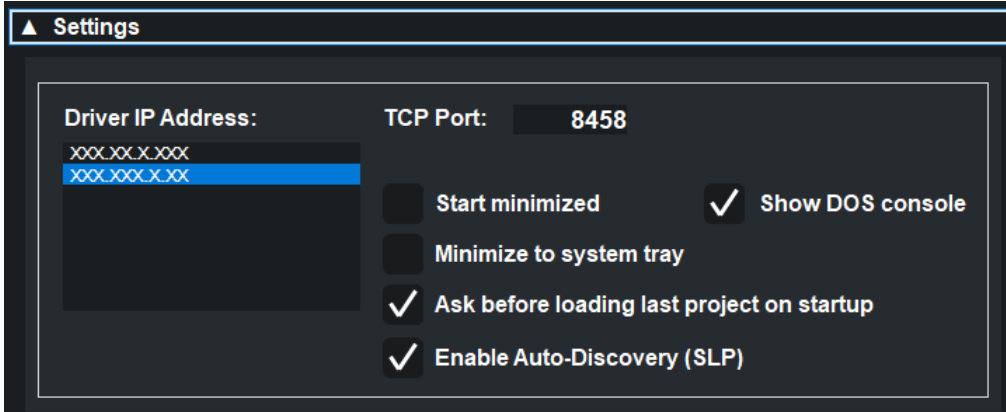 ▲ Settings
Driver IP Address:
XXX.XX.X.XXX
XXX.XXX.X.XX
TCP Port: 8458
Start minimized
Show DOS console
Minimize to system tray
Ask before loading last project on startup
Enable Auto-Discovery (SLP)